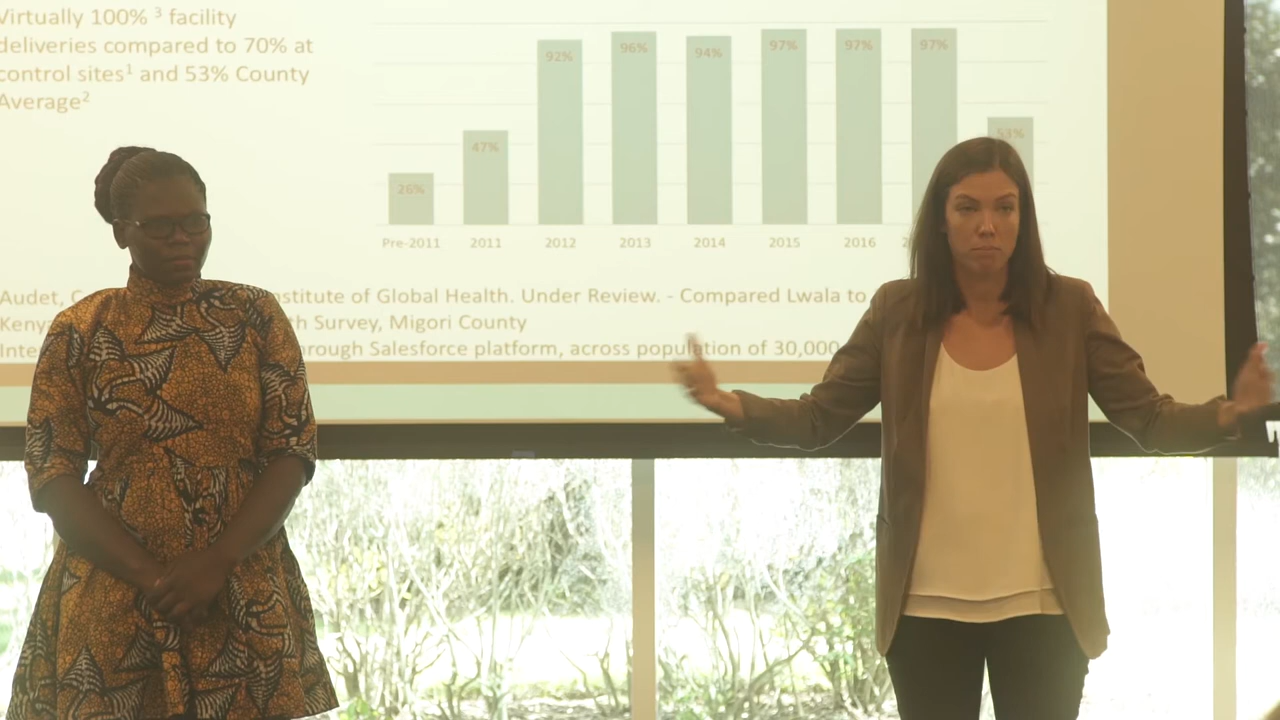 Virtually 100% ³ facility
deliveries compared to 70% at
control sites¹ and 53% County
Average²
92%
96%
94%
97%
97%
97%
53%
47%
26%
Pre-2011
2011
2012
2013
2014
2015
2016
Audet, C nstitute of Global Health. Under Review. - Compared Lwala to
Kenya h Survey, Migori County
Inte hrough Salesforce platform, across population of 30,000